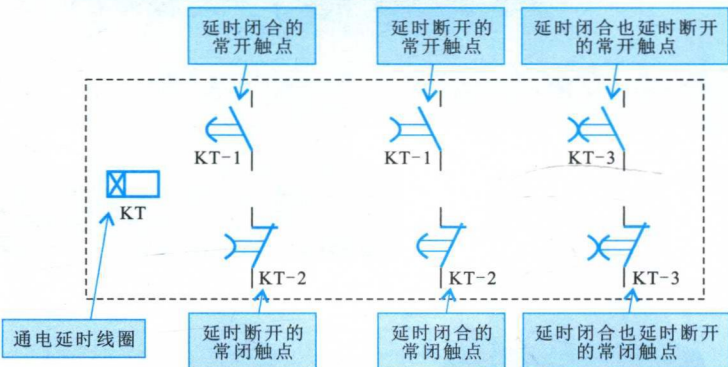 延时闭合的
常开触点
延时断开的
常开触点
延时闭合也延时断开
的常开触点
KT-1
KT-1
KT-3
KT
KT-2
KT-2
KT-3
通电延时线圈
延时断开的
常闭触点
延时闭合的
常闭触点
延时闭合也延时断开
的常闭触点